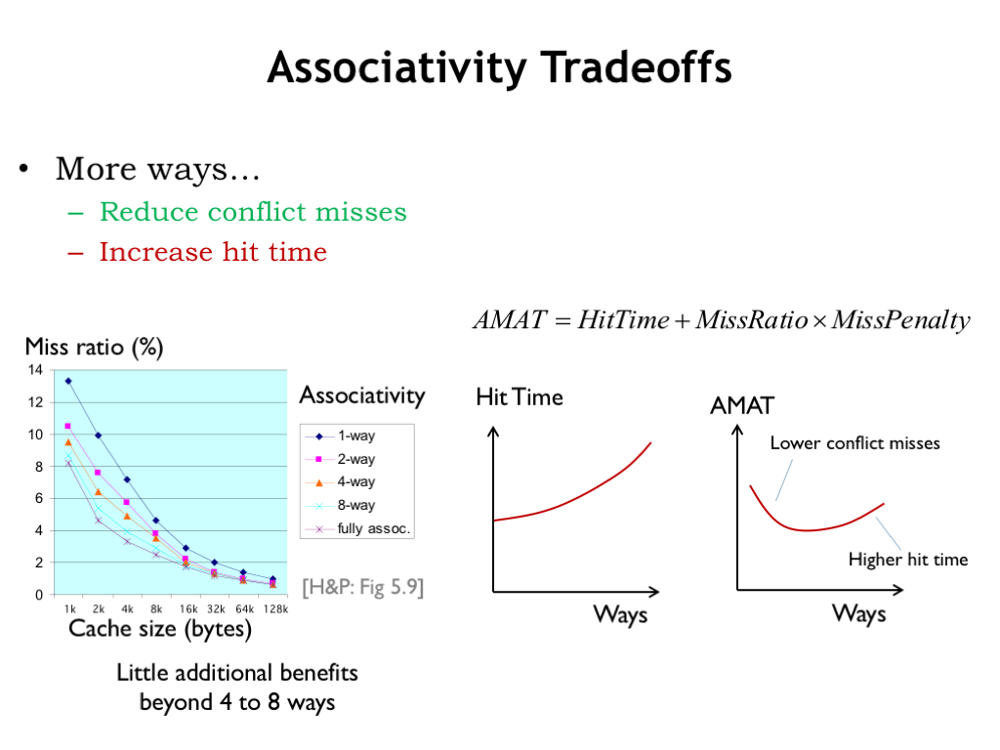 Associativity Tradeoffs
• More ways…
– Reduce conflict misses
– Increase hit time
AMAT = HitTime + MissRatio × MissPenalty
Miss ratio (%)
14
12
10
8
6
4
2
0
1k 2k 4k 8k 16k 32k 64k 128k
Cache size (bytes)
Associativity
1-way
2-way
4-way
8-way
fully assoc.
[H&P: Fig 5.9]
Little additional benefits
beyond 4 to 8 ways
Hit Time
Ways
AMAT
Lower conflict misses
Higher hit time
Ways